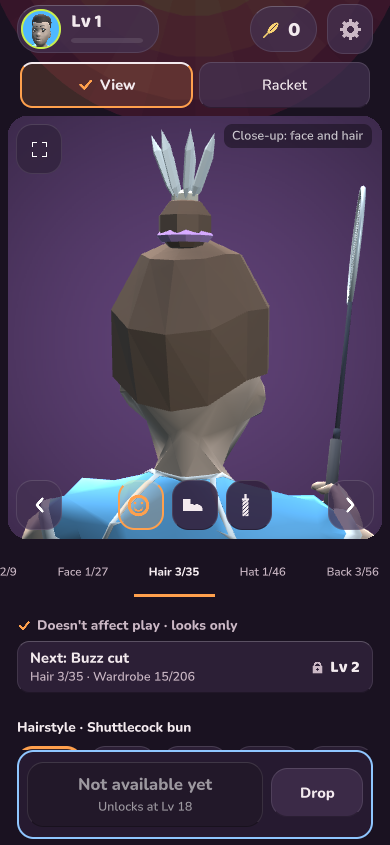 Lv 1
0
View
Racket
Close-up: face and hair
2/9
Face 1/27
Hair 3/35
Hat 1/46
Back 3/56
Doesn't affect play · looks only
Next: Buzz cut
Hair 3/35 · Wardrobe 15/206
Lv 2
Hairstyle · Shuttlecock bun
Not available yet
Unlocks at Lv 18
Drop